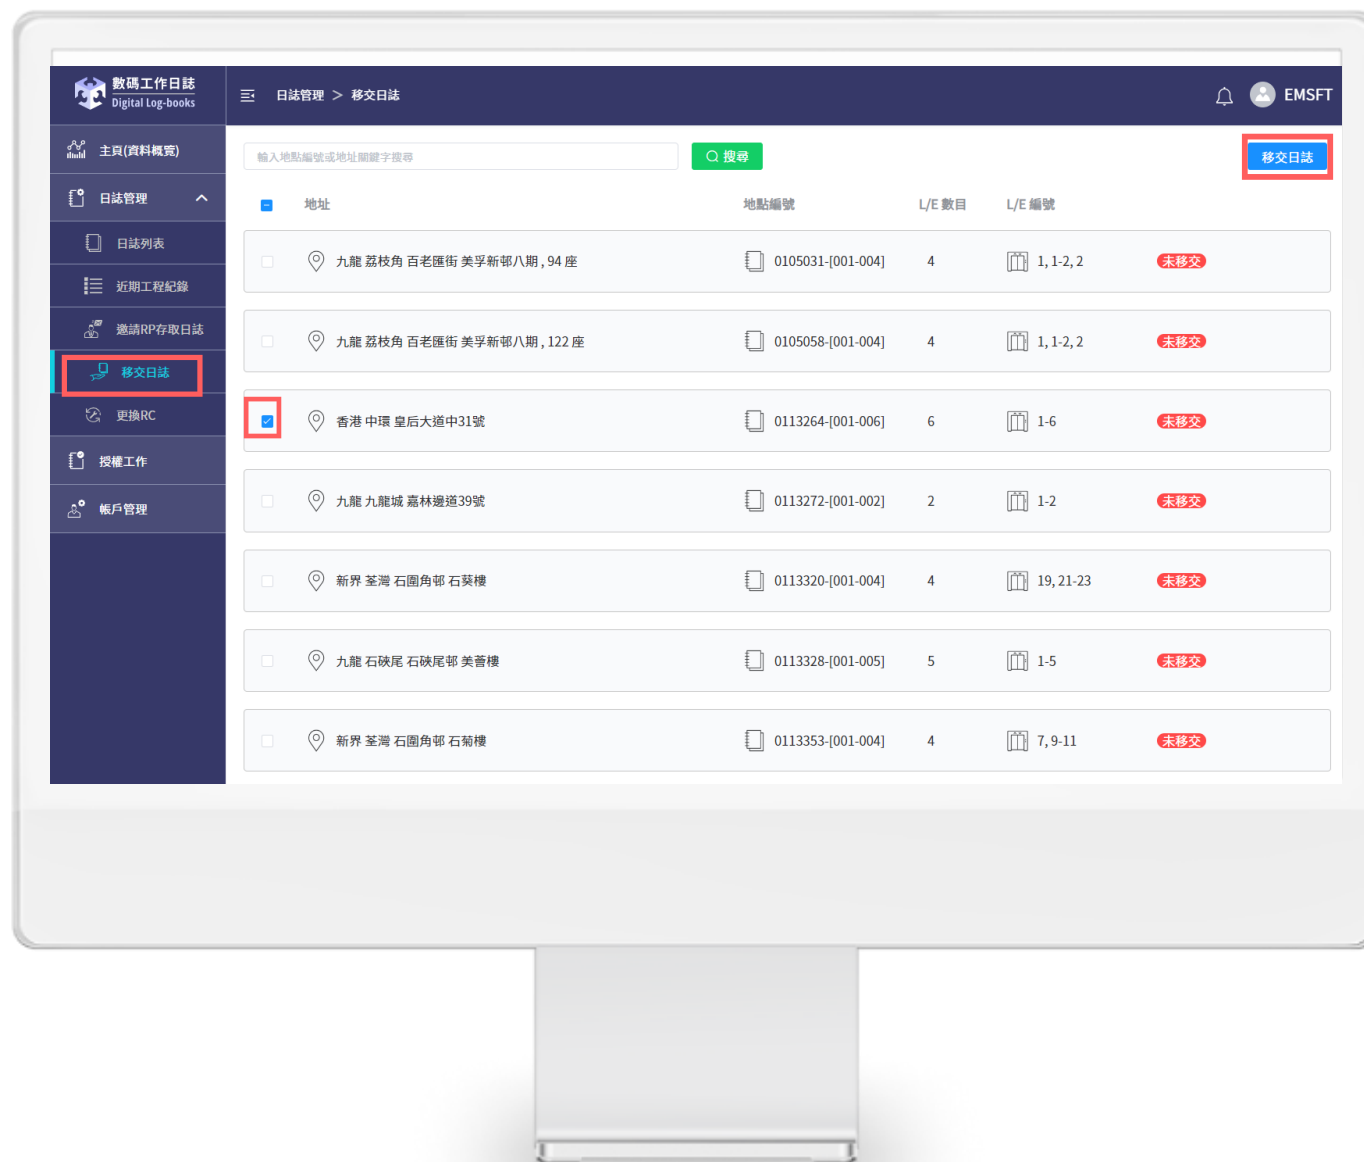 數碼工作日誌
Digital Log-books
日誌管理 > 移交日誌
EMSFT
主頁(資料概覽)
日誌管理
日誌列表
近期工程紀錄
邀請RP存取日誌
移交日誌
更換RC
授權工作
帳戶管理
輸入地點編號或地址關鍵字搜尋
搜尋
移交日誌
地址 地點編號 L/E 數目 L/E 編號
九龍 荔枝角 百老匯街 美孚新邨八期 , 94 座 0105031-[001-004] 4 1, 1-2, 2 未移交
九龍 荔枝角 百老匯街 美孚新邨八期 , 122 座 0105058-[001-004] 4 1, 1-2, 2 未移交
香港 中環 皇后大道中31號 0113264-[001-006] 6 1-6 未移交
九龍 九龍城 嘉林邊道39號 0113272-[001-002] 2 1-2 未移交
新界 荃灣 石圍角邨 石葵樓 0113320-[001-004] 4 19, 21-23 未移交
九龍 石硤尾 石硤尾邨 美薈樓 0113328-[001-005] 5 1-5 未移交
新界 荃灣 石圍角邨 石菊樓 0113353-[001-004] 4 7, 9-11 未移交